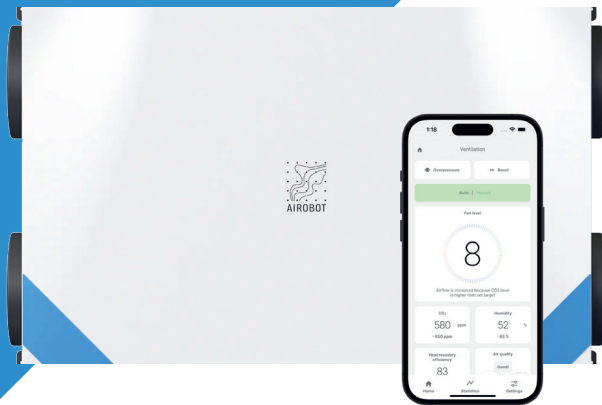 AIROBOT
1:18
Ventilation
Overpressure
Boost
Auto | Manual
Fan level
8
Airflow is increased because CO2 level
is higher than set target
CO₂
Humidity
580 ppm
52 %
Heat recovery
efficiency
Air quality
83
Good
Home
Statistics
Settings